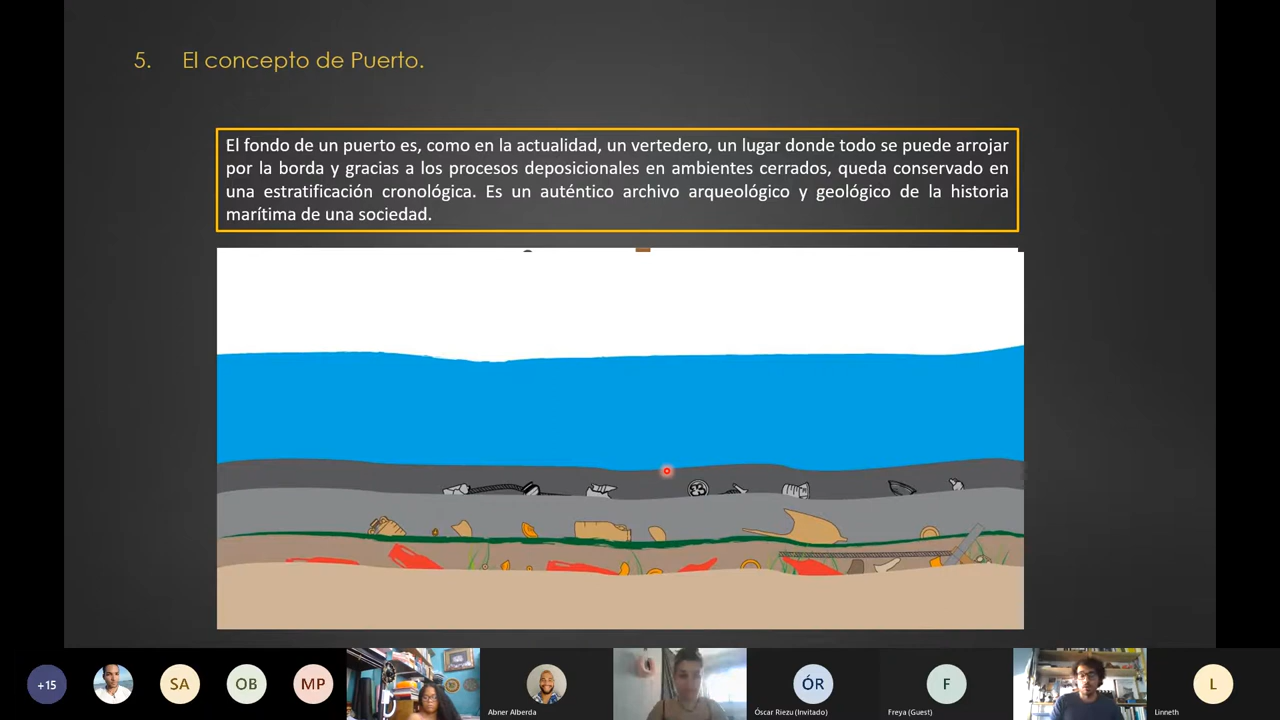 5. El concepto de Puerto.
El fondo de un puerto es, como en la actualidad, un vertedero, un lugar donde todo se puede arrojar
por la borda y gracias a los procesos deposicionales en ambientes cerrados, queda conservado en
una estratificación cronológica. Es un auténtico archivo arqueológico y geológico de la historia
marítima de una sociedad.
+15
SA
OB
MP
Abner Alberda
ÓR
Óscar Riezu (Invitado)
F
Freya (Guest)
L
Linneth